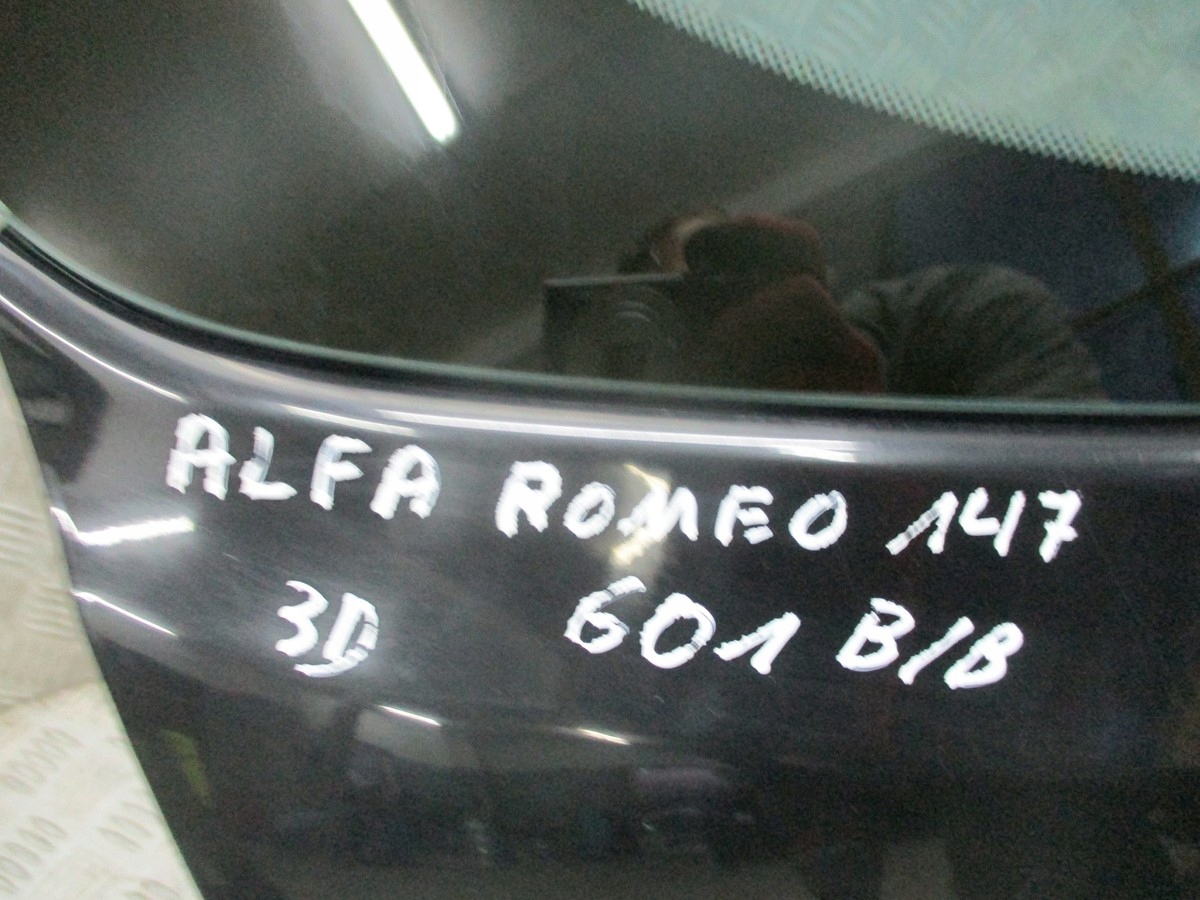 ALFA ROMEO 147
3D 601 B/B